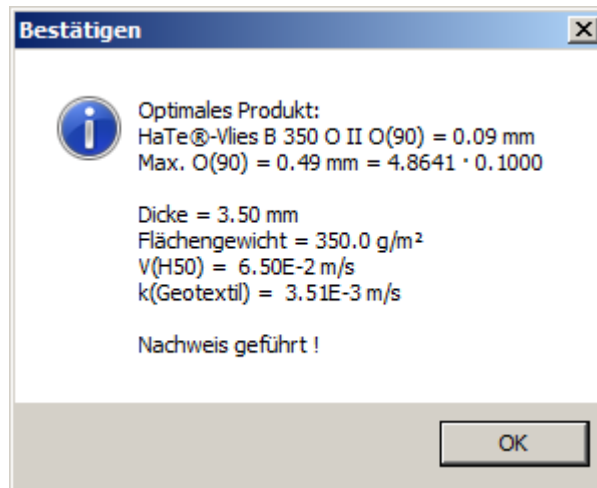 Bestätigen
Optimales Produkt:
HaTe®-Vlies B 350 O II O(90) = 0.09 mm
Max. O(90) = 0.49 mm = 4.8641 · 0.1000
Dicke = 3.50 mm
Flächengewicht = 350.0 g/m²
V(H50) =  6.50E-2 m/s
k(Geotextil) =  3.51E-3 m/s
Nachweis geführt !
OK